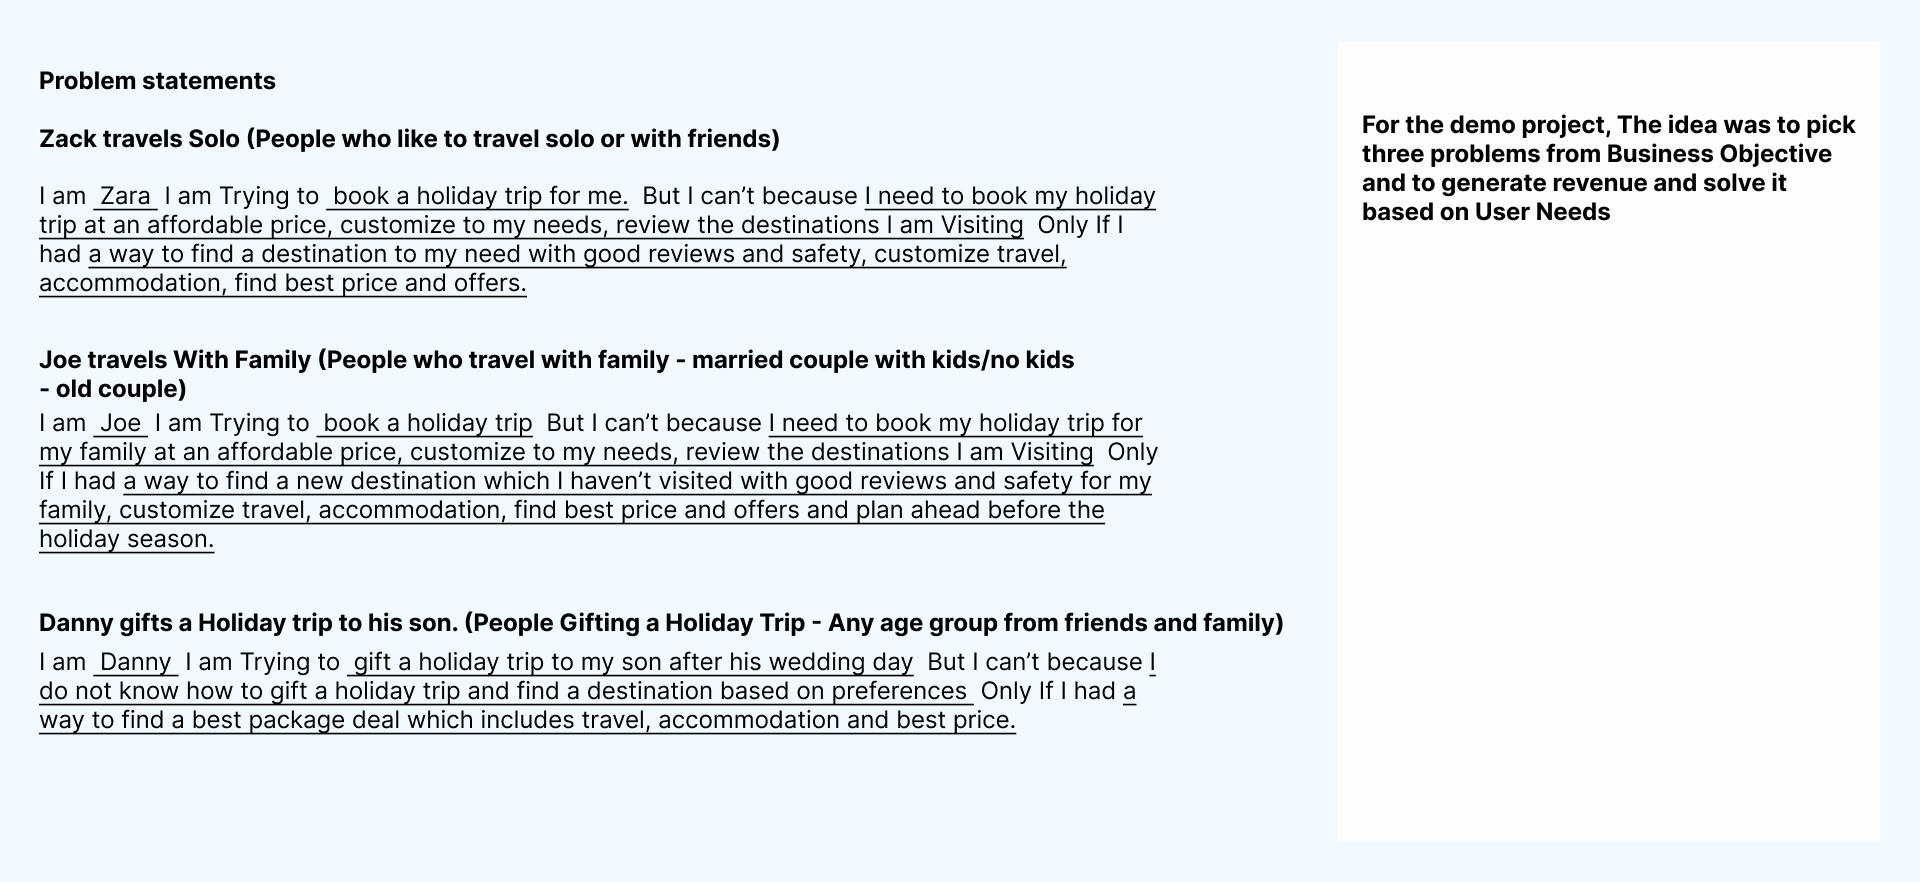 Problem statements
Zack travels Solo (People who like to travel solo or with friends)
I am  Zara  I am Trying to  book a holiday trip for me.  But I can’t because I need to book my holiday
trip at an affordable price, customize to my needs, review the destinations I am Visiting  Only If I
had a way to find a destination to my need with good reviews and safety, customize travel,
accommodation, find best price and offers.
Joe travels With Family (People who travel with family - married couple with kids/no kids
- old couple)
I am  Joe  I am Trying to  book a holiday trip  But I can’t because I need to book my holiday trip for
my family at an affordable price, customize to my needs, review the destinations I am Visiting  Only
If I had a way to find a new destination which I haven’t visited with good reviews and safety for my
family, customize travel, accommodation, find best price and offers and plan ahead before the
holiday season.
Danny gifts a Holiday trip to his son. (People Gifting a Holiday Trip - Any age group from friends and family)
I am  Danny  I am Trying to  gift a holiday trip to my son after his wedding day  But I can’t because I
do not know how to gift a holiday trip and find a destination based on preferences  Only If I had a
way to find a best package deal which includes travel, accommodation and best price.
For the demo project, The idea was to pick
three problems from Business Objective
and to generate revenue and solve it
based on User Needs